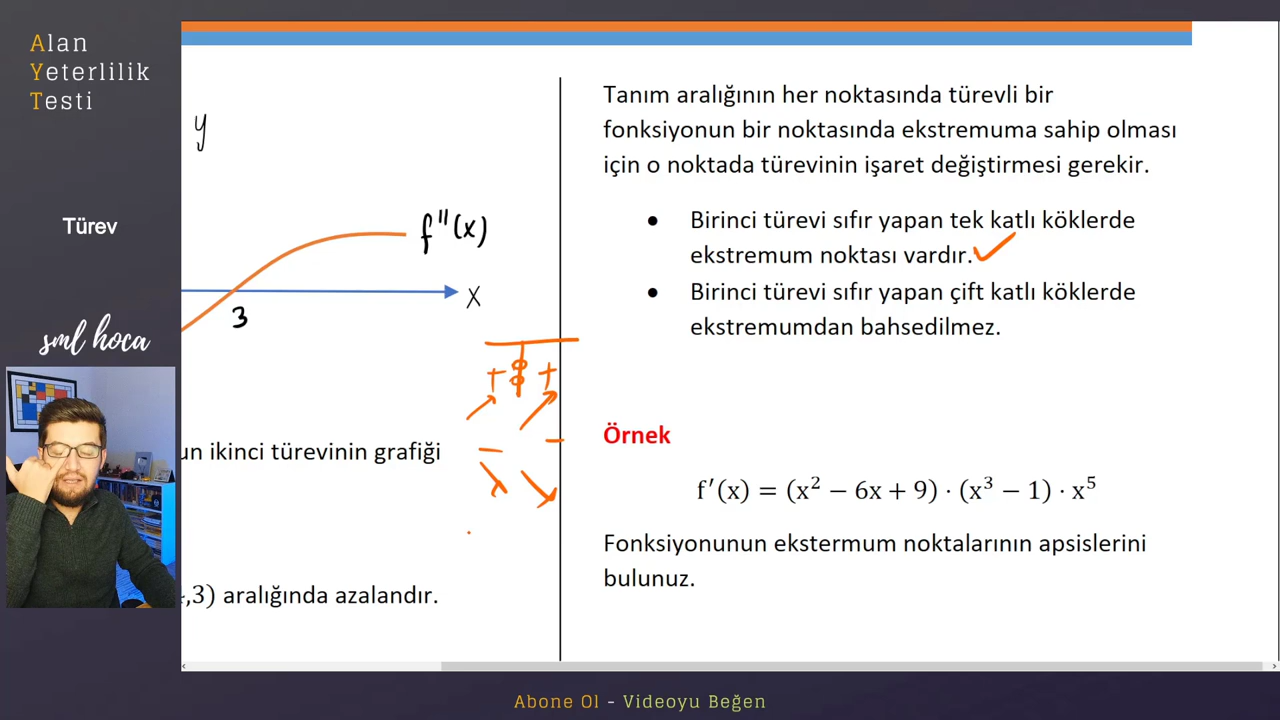 Alan
Yeterlilik
Testi
Türev
sml hoca
y
f''(x)
x
3
un ikinci türevinin grafiği
,3) aralığında azalandır.
+ +
- -
Tanım aralığının her noktasında türevli bir
fonksiyonun bir noktasında ekstremuma sahip olması
için o noktada türevinin işaret değiştirmesi gerekir.
• Birinci türevi sıfır yapan tek katlı köklerde
ekstremum noktası vardır.
• Birinci türevi sıfır yapan çift katlı köklerde
ekstremumdan bahsedilmez.
Örnek
f′(x) = (x² − 6x + 9) · (x³ − 1) · x⁵
Fonksiyonunun ekstermum noktalarının apsislerini
bulunuz.
Abone Ol - Videoyu Beğen